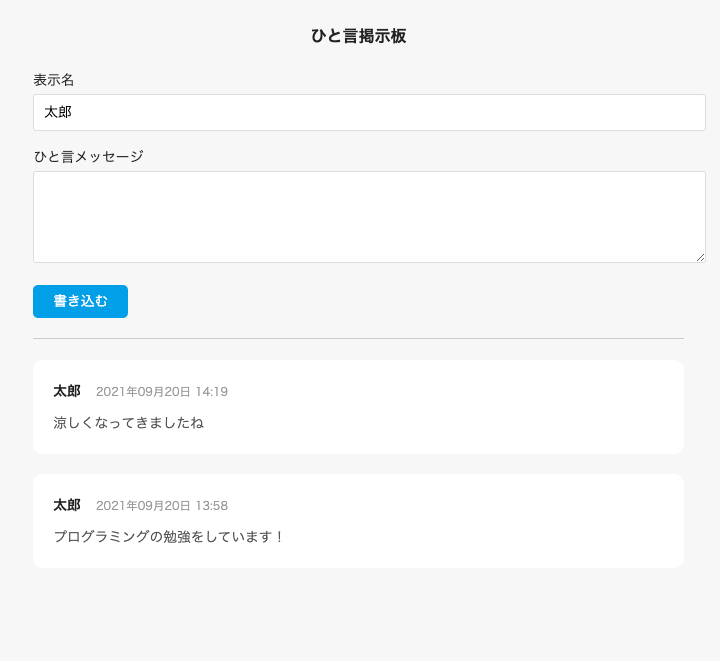 ひと言掲示板
表示名
太郎
ひと言メッセージ
書き込む
太郎 2021年09月20日 14:19
涼しくなってきましたね
太郎 2021年09月20日 13:58
プログラミングの勉強をしています！